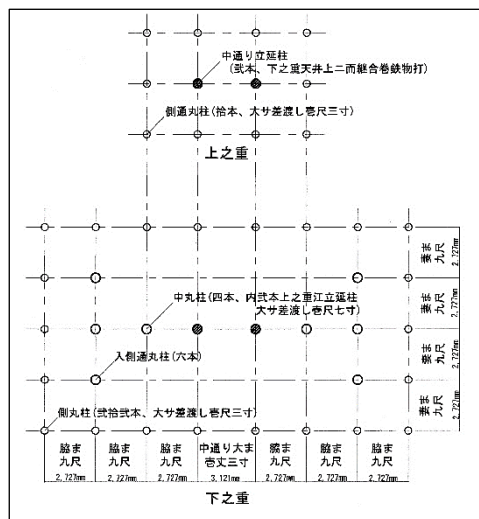 中通り立延柱
(弐本、下之重天井上ニ而継合巻鉄物打)
側通丸柱(拾本、大サ差渡し壱尺三寸)
上之重
中丸柱(四本、内弐本上之重江立延柱
大サ差渡し壱尺七寸)
入側通丸柱(六本)
側丸柱(弐拾弐本、大サ差渡し壱尺三寸)
妻ま
九尺
2,727mm
妻ま
九尺
2,727mm
妻ま
九尺
2,727mm
妻ま
九尺
2,727mm
脇ま
九尺
2,727mm
脇ま
九尺
2,727mm
脇ま
九尺
2,727mm
中通り大ま
壱丈三寸
3,121mm
脇ま
九尺
2,727mm
脇ま
九尺
2,727mm
脇ま
九尺
2,727mm
下之重